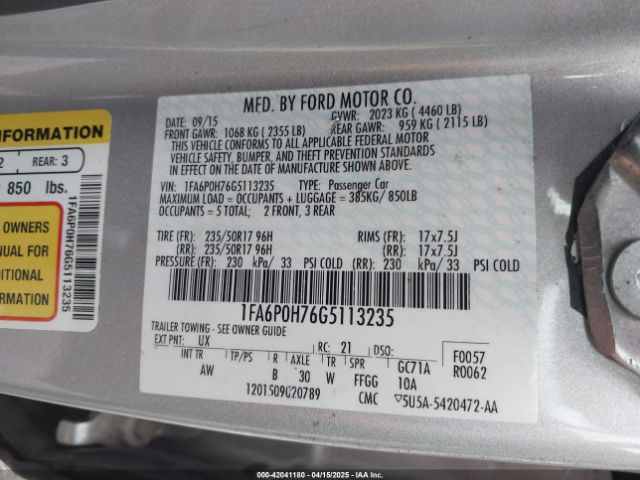 MFD. BY FORD MOTOR CO.
DATE: 09/15 GVWR: 2023 KG ( 4460 LB)
FRONT GAWR: 1068 KG ( 2355 LB) REAR GAWR: 959 KG ( 2115 LB)
THIS VEHICLE CONFORMS TO ALL APPLICABLE FEDERAL MOTOR
VEHICLE SAFETY, BUMPER, AND THEFT PREVENTION STANDARDS
IN EFFECT ON THE DATE OF MANUFACTURE SHOWN ABOVE.
VIN: 1FA6P0H76G5113235 TYPE: Passenger Car
MAXIMUM LOAD = OCCUPANTS + LUGGAGE = 385KG/ 850LB
OCCUPANTS = 5 TOTAL; 2 FRONT, 3 REAR
TIRE (FR): 235/50R17 96H RIMS (FR): 17x7.5J
(RR): 235/50R17 96H (RR): 17x7.5J
PRESSURE (FR): 230 kPa/ 33 PSI COLD (RR): 230 kPa/ 33 PSI COLD
1FA6P0H76G5113235
TRAILER TOWING - SEE OWNER GUIDE
EXT PNT: UX RC: 21 DSO: F0057
INT TR TP/PS R AXLE TR SPR GC71A R0062
AW B 30 W FFGG 10A
1201509020789 CMC ▽5U5A-5420472-AA
INFORMATION
2 REAR: 3
850 lbs.
OWNERS
NUAL FOR
DITIONAL
RMATION
1FA6P0H76G5113235
000-42041180 - 04/15/2025 - IAA Inc.